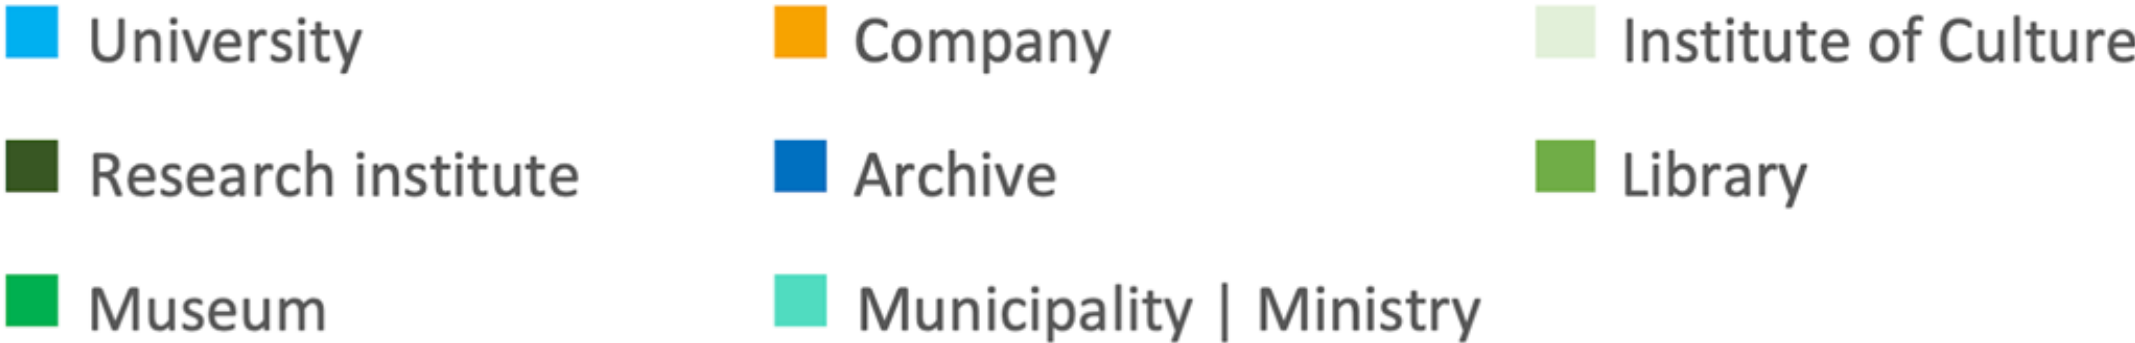 University
Company
Institute of Culture
Research institute
Archive
Library
Museum
Municipality | Ministry